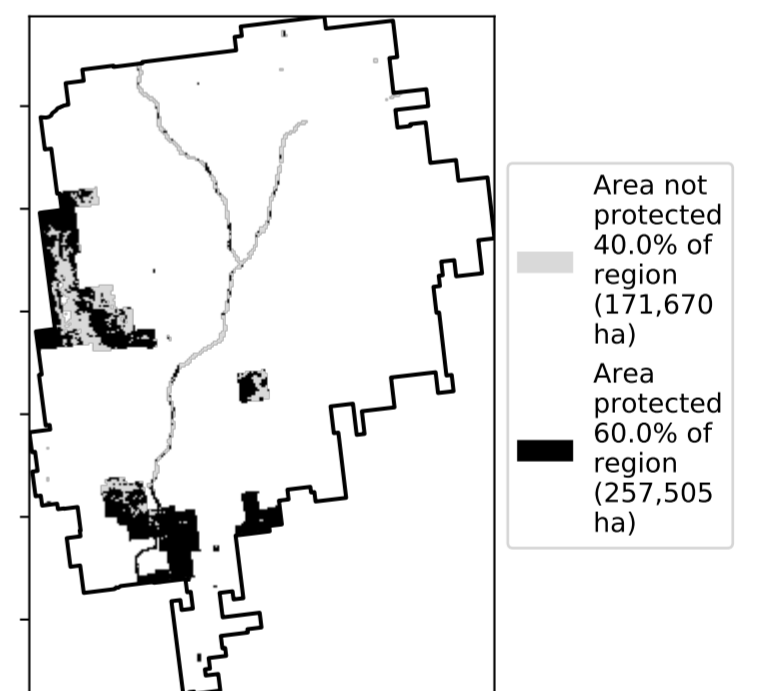 Area not
protected
40.0% of
region
(171,670
ha)
Area
protected
60.0% of
region
(257,505
ha)